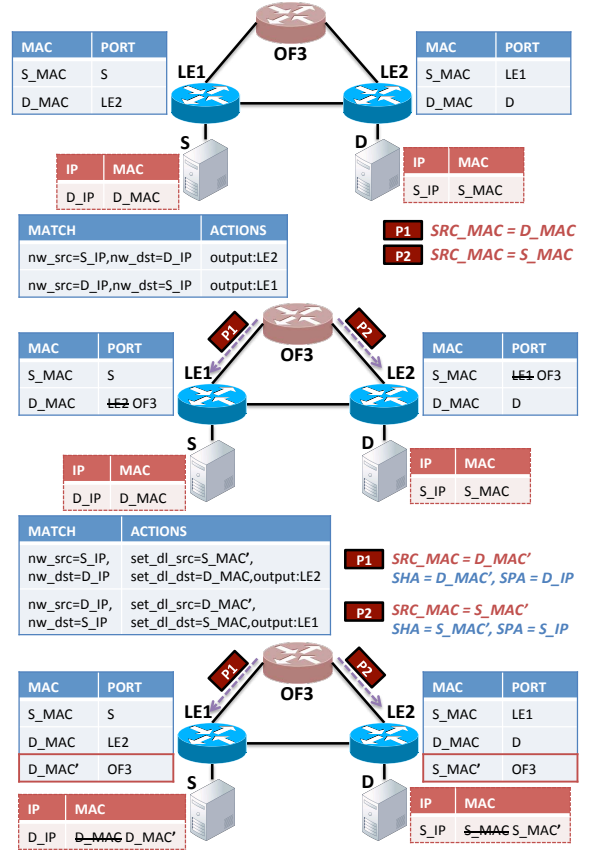 MAC PORT
S_MAC S
D_MAC LE2
OF3
LE1
LE2
MAC PORT
S_MAC LE1
D_MAC D
S
D
IP MAC
D_IP D_MAC
IP MAC
S_IP S_MAC
MATCH ACTIONS
nw_src=S_IP,nw_dst=D_IP output:LE2
nw_src=D_IP,nw_dst=S_IP output:LE1
P1 SRC_MAC = D_MAC
P2 SRC_MAC = S_MAC
P1
P2
OF3
MAC PORT
S_MAC S
D_MAC LE2 OF3
LE1
LE2
MAC PORT
S_MAC LE1 OF3
D_MAC D
S
D
IP MAC
D_IP D_MAC
IP MAC
S_IP S_MAC
MATCH ACTIONS
nw_src=S_IP, set_dl_src=S_MAC',
nw_dst=D_IP set_dl_dst=D_MAC,output:LE2
nw_src=D_IP, set_dl_src=D_MAC',
nw_dst=S_IP set_dl_dst=S_MAC,output:LE1
P1 SRC_MAC = D_MAC'
SHA = D_MAC', SPA = D_IP
P2 SRC_MAC = S_MAC'
SHA = S_MAC', SPA = S_IP
P1
P2
OF3
MAC PORT
S_MAC S
D_MAC LE2
D_MAC' OF3
LE1
LE2
MAC PORT
S_MAC LE1
D_MAC D
S_MAC' OF3
S
D
IP MAC
D_IP D_MAC D_MAC'
IP MAC
S_IP S_MAC S_MAC'